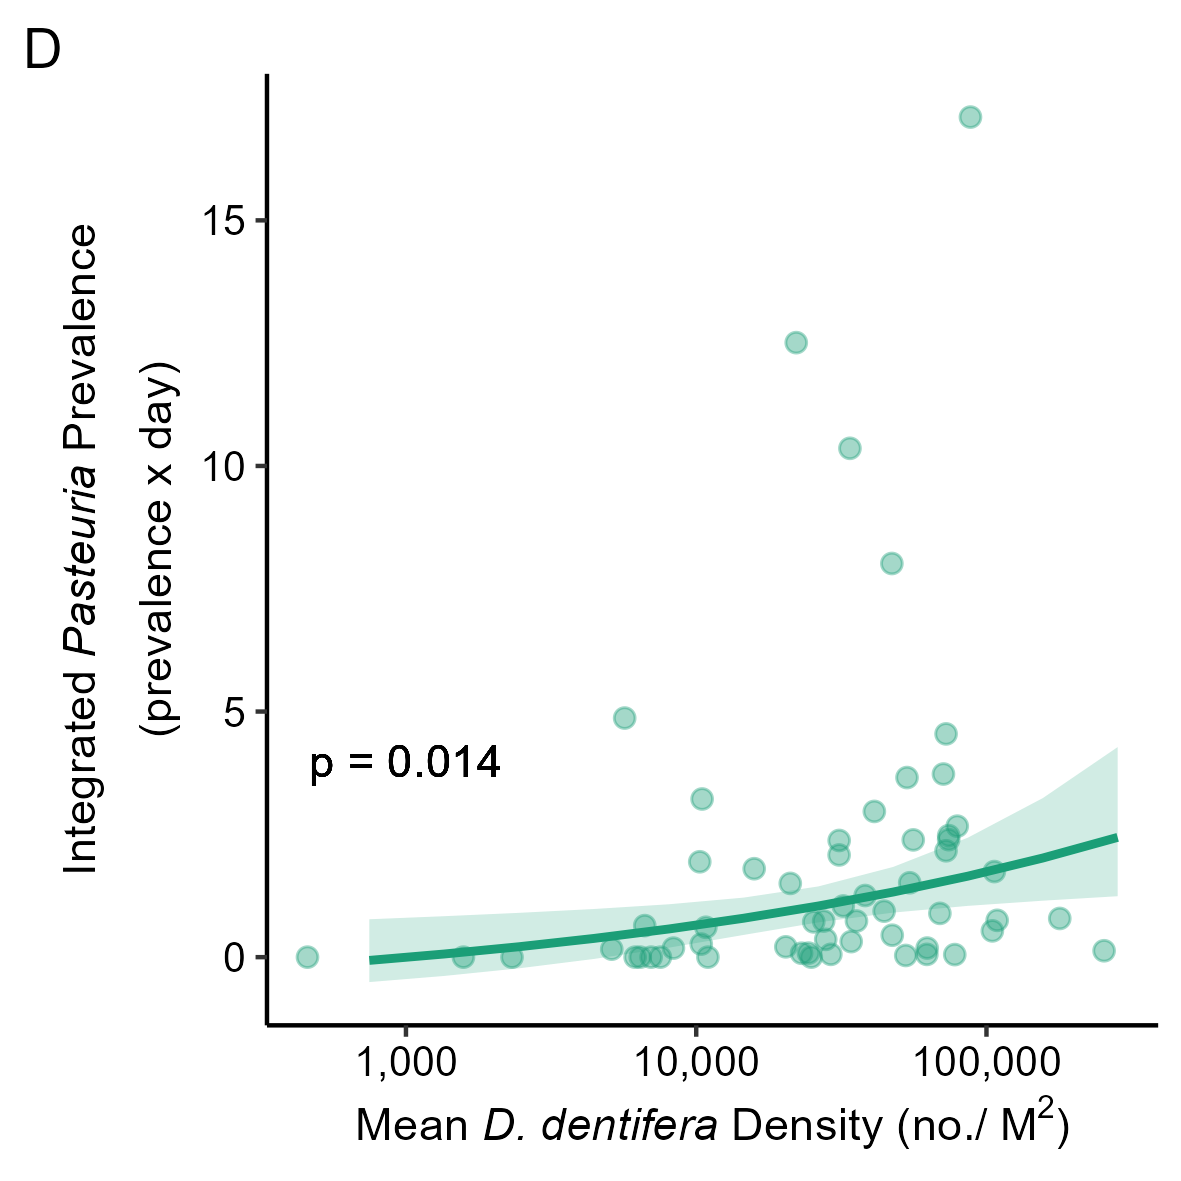 D
Integrated Pasteuria Prevalence
(prevalence x day)
15
10
5
0
p = 0.014
1,000 10,000 100,000
Mean D. dentifera Density (no./ M²)